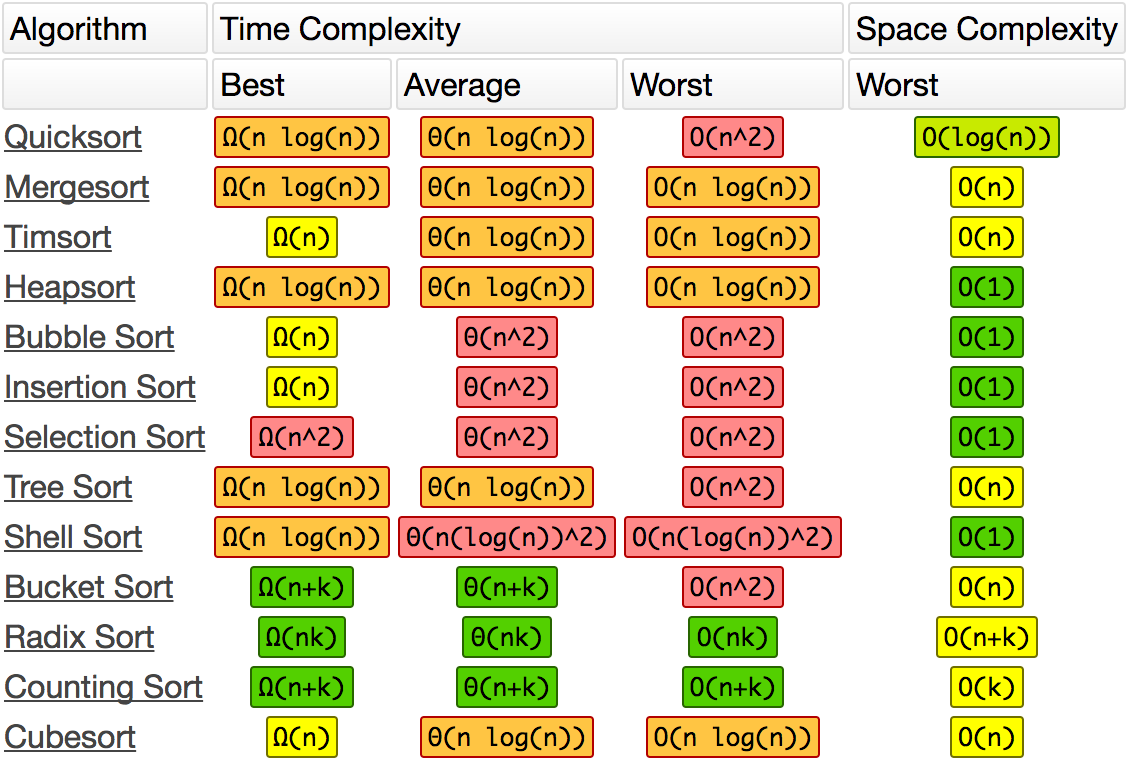 Algorithm Time Complexity Space Complexity
Best Average Worst Worst
Quicksort Ω(n log(n)) Θ(n log(n)) O(n^2) O(log(n))
Mergesort Ω(n log(n)) Θ(n log(n)) O(n log(n)) O(n)
Timsort Ω(n) Θ(n log(n)) O(n log(n)) O(n)
Heapsort Ω(n log(n)) Θ(n log(n)) O(n log(n)) O(1)
Bubble Sort Ω(n) Θ(n^2) O(n^2) O(1)
Insertion Sort Ω(n) Θ(n^2) O(n^2) O(1)
Selection Sort Ω(n^2) Θ(n^2) O(n^2) O(1)
Tree Sort Ω(n log(n)) Θ(n log(n)) O(n^2) O(n)
Shell Sort Ω(n log(n)) Θ(n(log(n))^2) O(n(log(n))^2) O(1)
Bucket Sort Ω(n+k) Θ(n+k) O(n^2) O(n)
Radix Sort Ω(nk) Θ(nk) O(nk) O(n+k)
Counting Sort Ω(n+k) Θ(n+k) O(n+k) O(k)
Cubesort Ω(n) Θ(n log(n)) O(n log(n)) O(n)